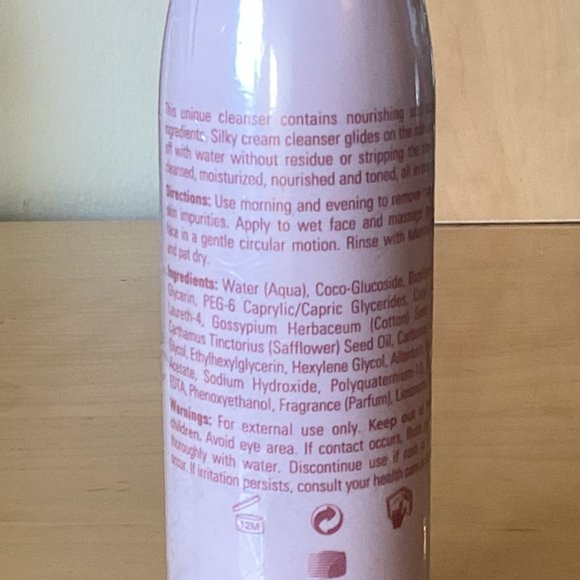 This unique cleanser contains nourishing
ingredients. Silky cream cleanser glides on the
off with water without residue or stripping the
cleansed, moisturized, nourished and toned, all in
Directions: Use morning and evening to remove
skin impurities. Apply to wet face and massage
face in a gentle circular motion. Rinse with
and pat dry.
Ingredients: Water (Aqua), Coco-Glucoside,
Glycerin, PEG-6 Caprylic/Capric Glycerides,
Laureth-4, Gossypium Herbaceum (Cotton)
Carthamus Tinctorius (Safflower) Seed Oil,
Glycol, Ethylhexylglycerin, Hexylene Glycol,
Acetate, Sodium Hydroxide, Polyquaternium-10,
EDTA, Phenoxyethanol, Fragrance (Parfum),
Warnings: For external use only. Keep out
children. Avoid eye area. If contact occurs,
thoroughly with water. Discontinue use if rash
occur. If irritation persists, consult your health care
12M